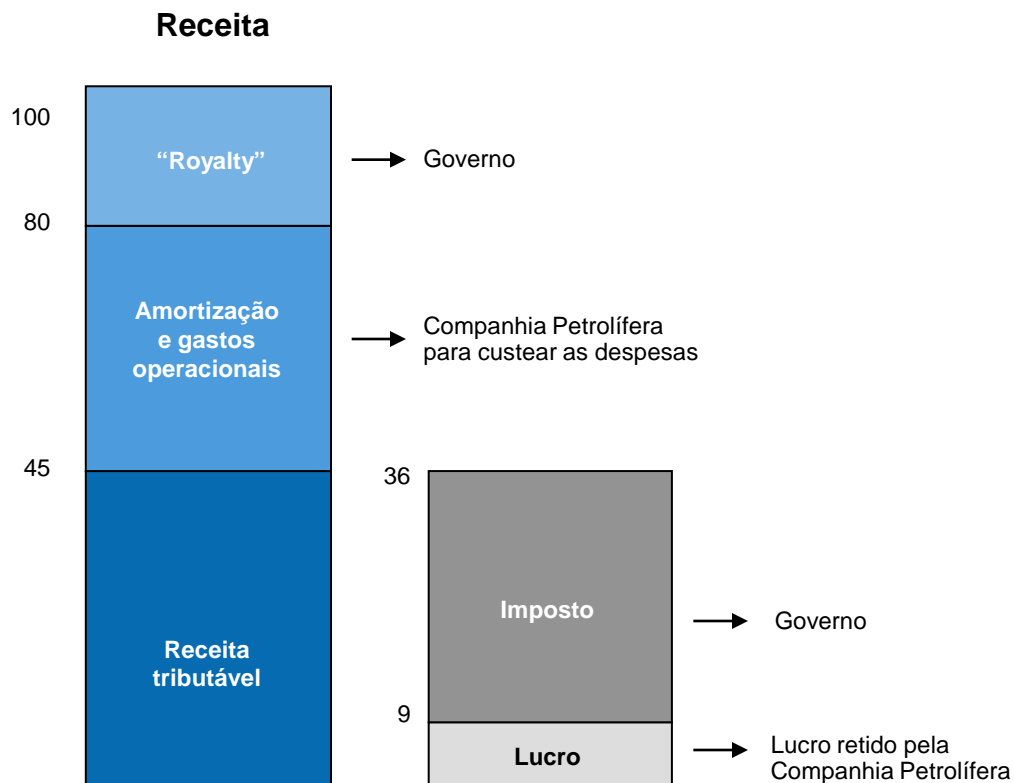 Receita
100
“Royalty”
Governo
80
Amortização
e gastos
operacionais
Companhia Petrolífera
para custear as despesas
45
36
Imposto
Governo
Receita
tributável
9
Lucro
Lucro retido pela
Companhia Petrolífera